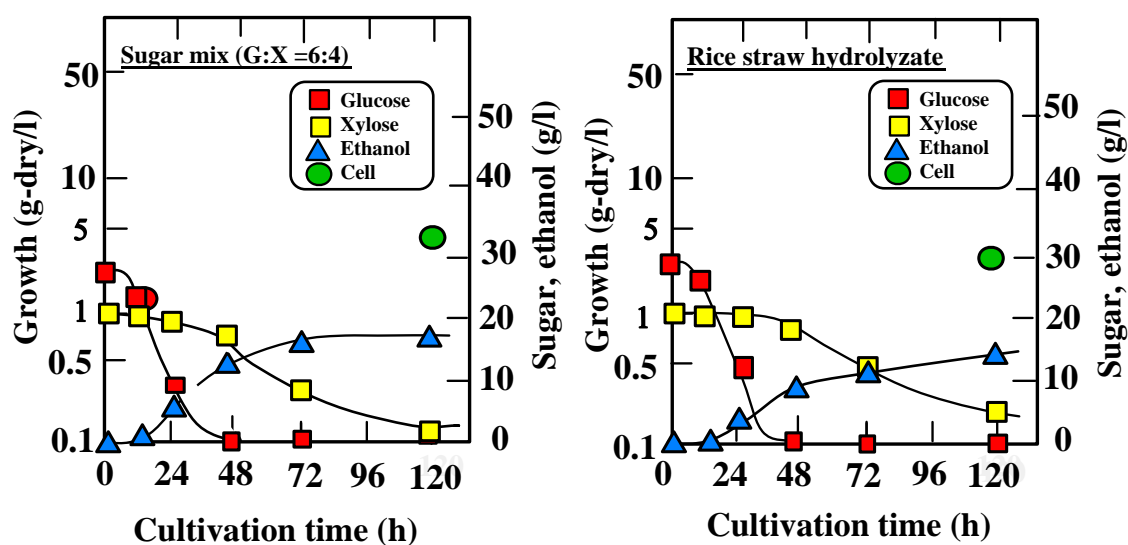 Sugar mix (G:X =6:4)
Glucose
Xylose
Ethanol
Cell
Growth (g-dry/l)
50
10
5
1
0.5
0.1
Sugar, ethanol (g/l)
50
40
30
20
10
0
0 24 48 72 96 120
Cultivation time (h)
Rice straw hydrolyzate
Glucose
Xylose
Ethanol
Cell
Growth (g-dry/l)
50
10
5
1
0.5
0.1
Sugar, ethanol (g/l)
50
40
30
20
10
0
0 24 48 72 96 120
Cultivation time (h)